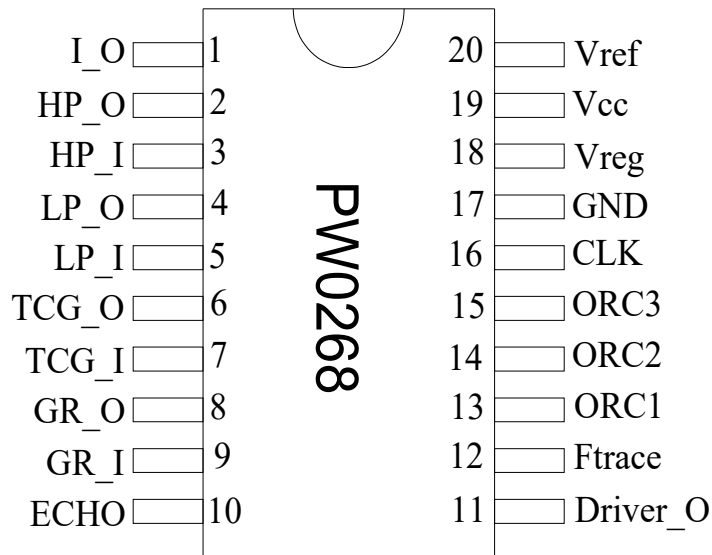 I_O 1 20 Vref
HP_O 2 19 Vcc
HP_I 3 18 Vreg
LP_O 4 17 GND
LP_I 5 16 CLK
TCG_O 6 15 ORC3
TCG_I 7 14 ORC2
GR_O 8 13 ORC1
GR_I 9 12 Ftrace
ECHO 10 11 Driver_O
PW0268